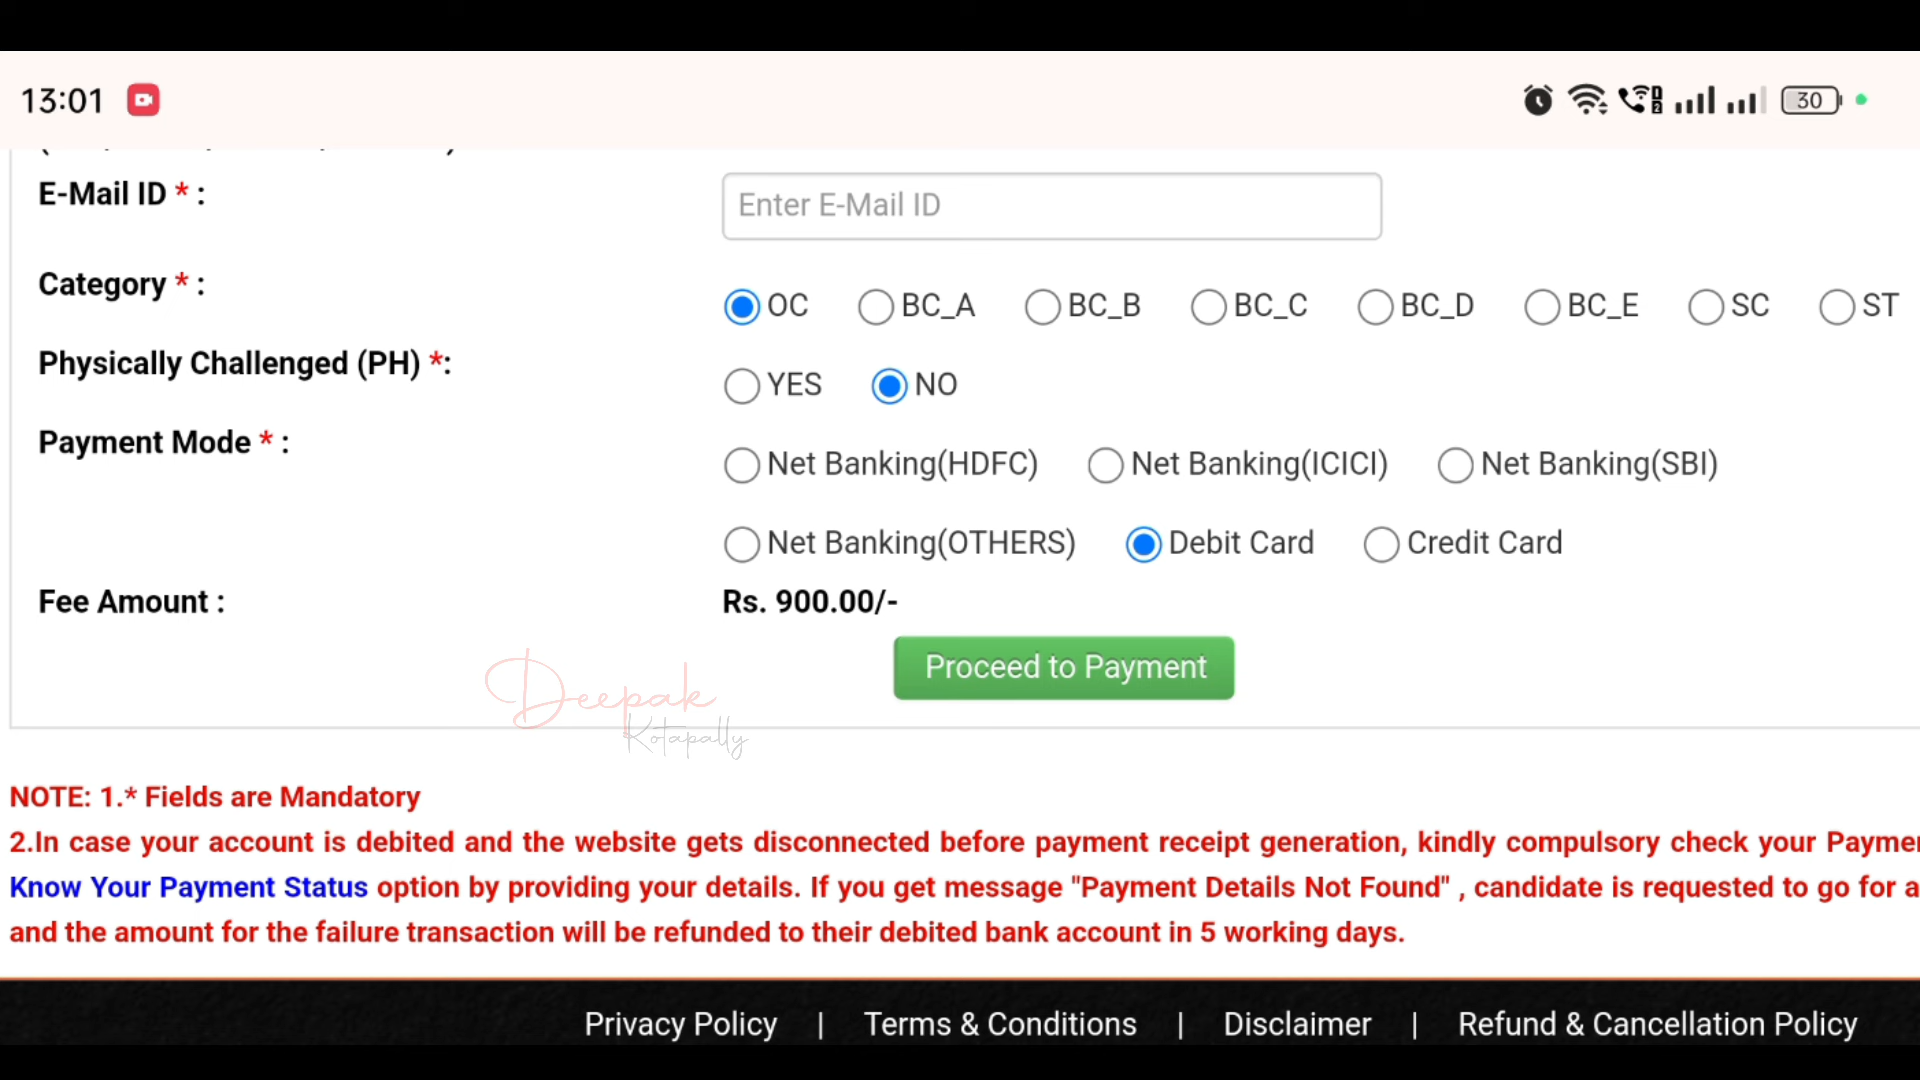 13:01
30
E-Mail ID * :
Enter E-Mail ID
Category * :
OC BC_A BC_B BC_C BC_D BC_E SC ST
Physically Challenged (PH) *:
YES NO
Payment Mode * :
Net Banking(HDFC) Net Banking(ICICI) Net Banking(SBI)
Net Banking(OTHERS) Debit Card Credit Card
Fee Amount :
Rs. 900.00/-
Proceed to Payment
Deepak
Kotapally
NOTE: 1.* Fields are Mandatory
2.In case your account is debited and the website gets disconnected before payment receipt generation, kindly compulsory check your
Know Your Payment Status option by providing your details. If you get message "Payment Details Not Found" , candidate is requested to go for a
and the amount for the failure transaction will be refunded to their debited bank account in 5 working days.
Privacy Policy | Terms & Conditions | Disclaimer | Refund & Cancellation Policy